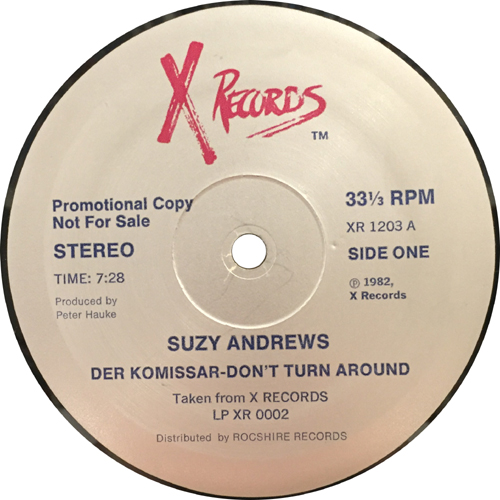 X RECORDS
TM
Promotional Copy
Not For Sale
STEREO
TIME: 7:28
Produced by
Peter Hauke
33⅓ RPM
XR 1203 A
SIDE ONE
℗ 1982,
X Records
SUZY ANDREWS
DER KOMISSAR-DON'T TURN AROUND
Taken from X RECORDS
LP XR 0002
Distributed by ROCSHIRE RECORDS